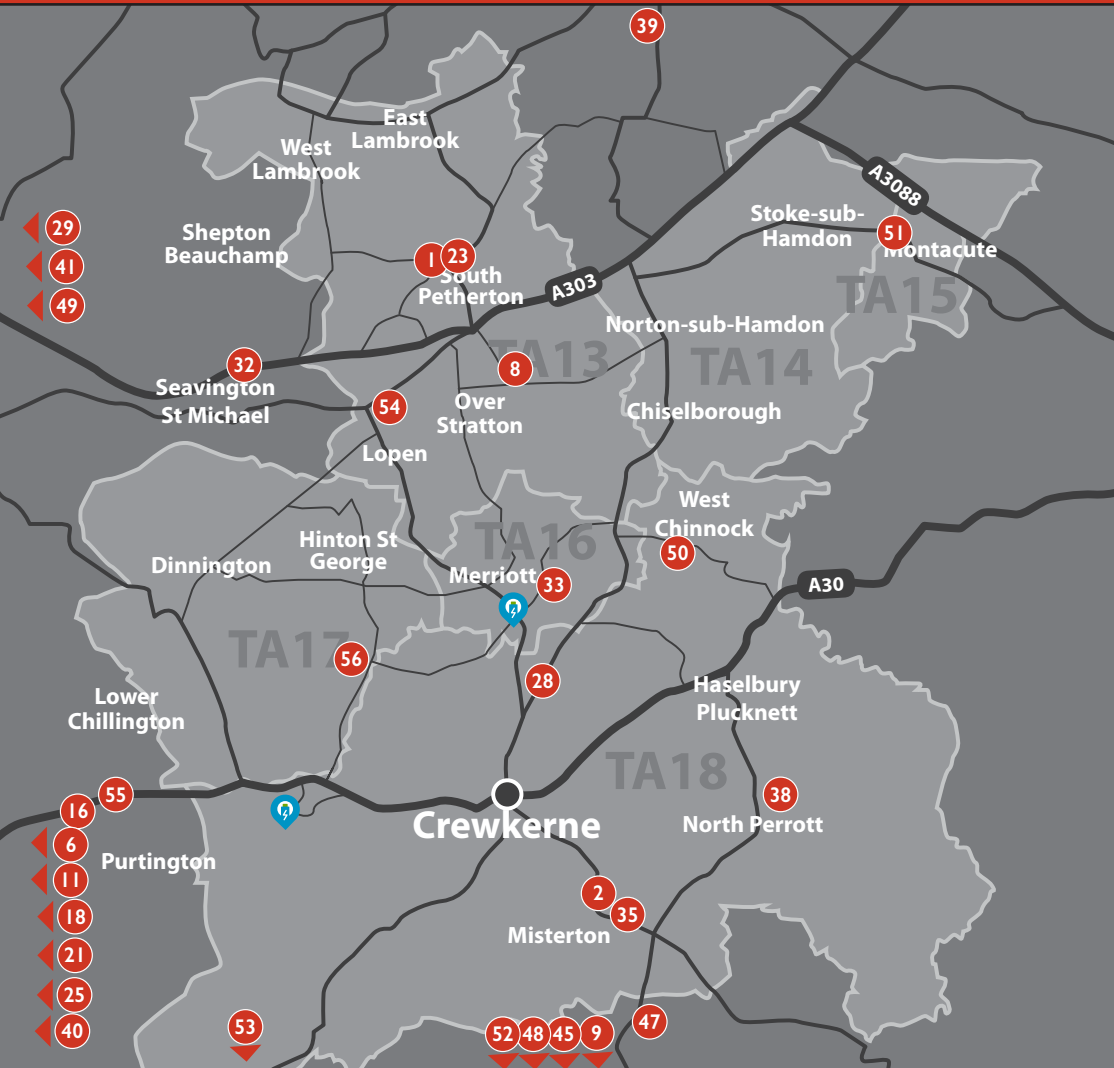 39
East
Lambrook
West
Lambrook
A3088
29
Shepton
Beauchamp
Stoke-sub-
Hamdon
51
Montacute
41
1
23
South
Petherton
A303
TA15
49
Norton-sub-Hamdon
32
TA13
8
TA14
Seavington
St Michael
54
Over
Stratton
Chiselborough
Lopen
West
Chinnock
Hinton St
George
TA16
50
Dinnington
Merriott
33
A30
TA17
56
28
Haselbury
Plucknett
Lower
Chillington
TA18
55
16
38
Crewkerne
North Perrott
6
Purtington
11
2
18
35
Misterton
21
25
40
53
52
48
45
9
47